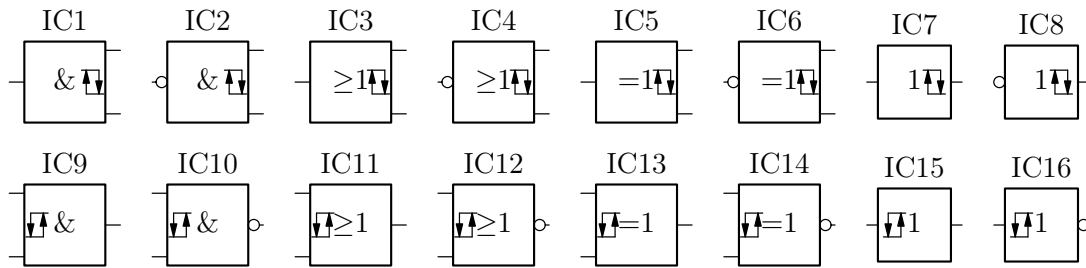 IC1 IC2 IC3 IC4 IC5 IC6 IC7 IC8
& & ≥1 ≥1 =1 =1 1 1
IC9 IC10 IC11 IC12 IC13 IC14 IC15 IC16
& & ≥1 ≥1 =1 =1 1 1